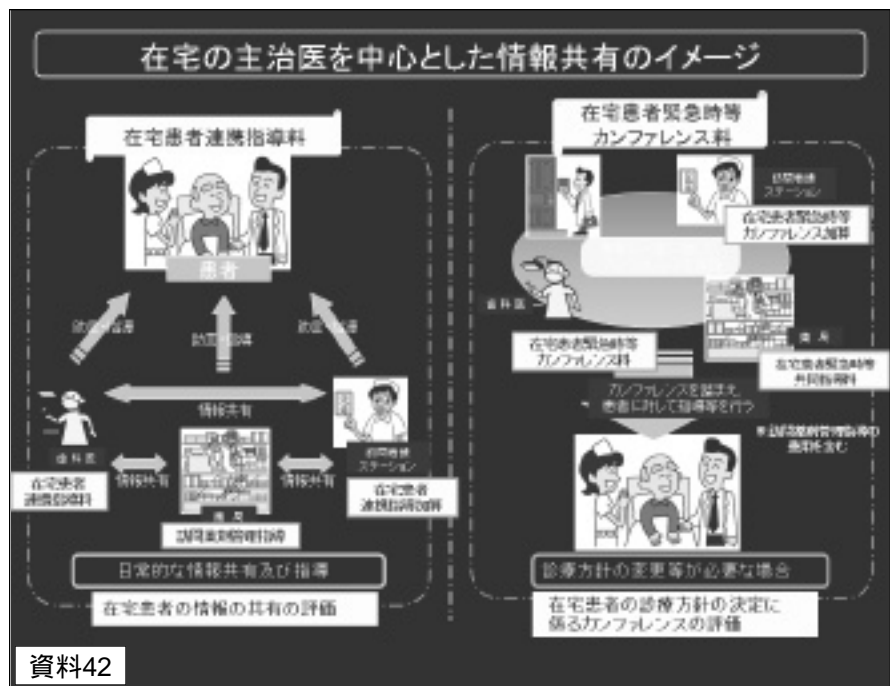 在宅の主治医を中心とした情報共有のイメージ
在宅患者連携指導料
患者
訪問・指導
訪問・指導
訪問・指導
情報共有
歯科医
在宅患者
連携指導料
情報共有
薬局
訪問薬剤管理指導
情報共有
訪問看護
ステーション
在宅患者
連携指導加算
日常的な情報共有及び指導
在宅患者の情報の共有の評価
在宅患者緊急時等
カンファレンス料
訪問看護
ステーション
在宅患者緊急時等
カンファレンス加算
歯科医
在宅患者緊急時等
カンファレンス料
薬局
在宅患者緊急時等
共同指導料
カンファレンスを踏まえ、
患者に対して指導等を行う
※訪問薬剤管理指導の
費用を含む
診療方針の変更等が必要な場合
在宅患者の診療方針の決定に
係るカンファレンスの評価
資料42